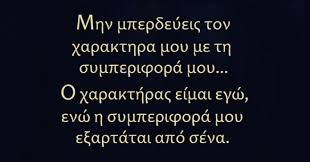 Μην μπερδεύεις τον
χαρακτηρα μου με τη
συμπεριφορά μου...
Ο χαρακτήρας είμαι εγώ,
ενώ η συμπεριφορά μου
εξαρτάται από σένα.